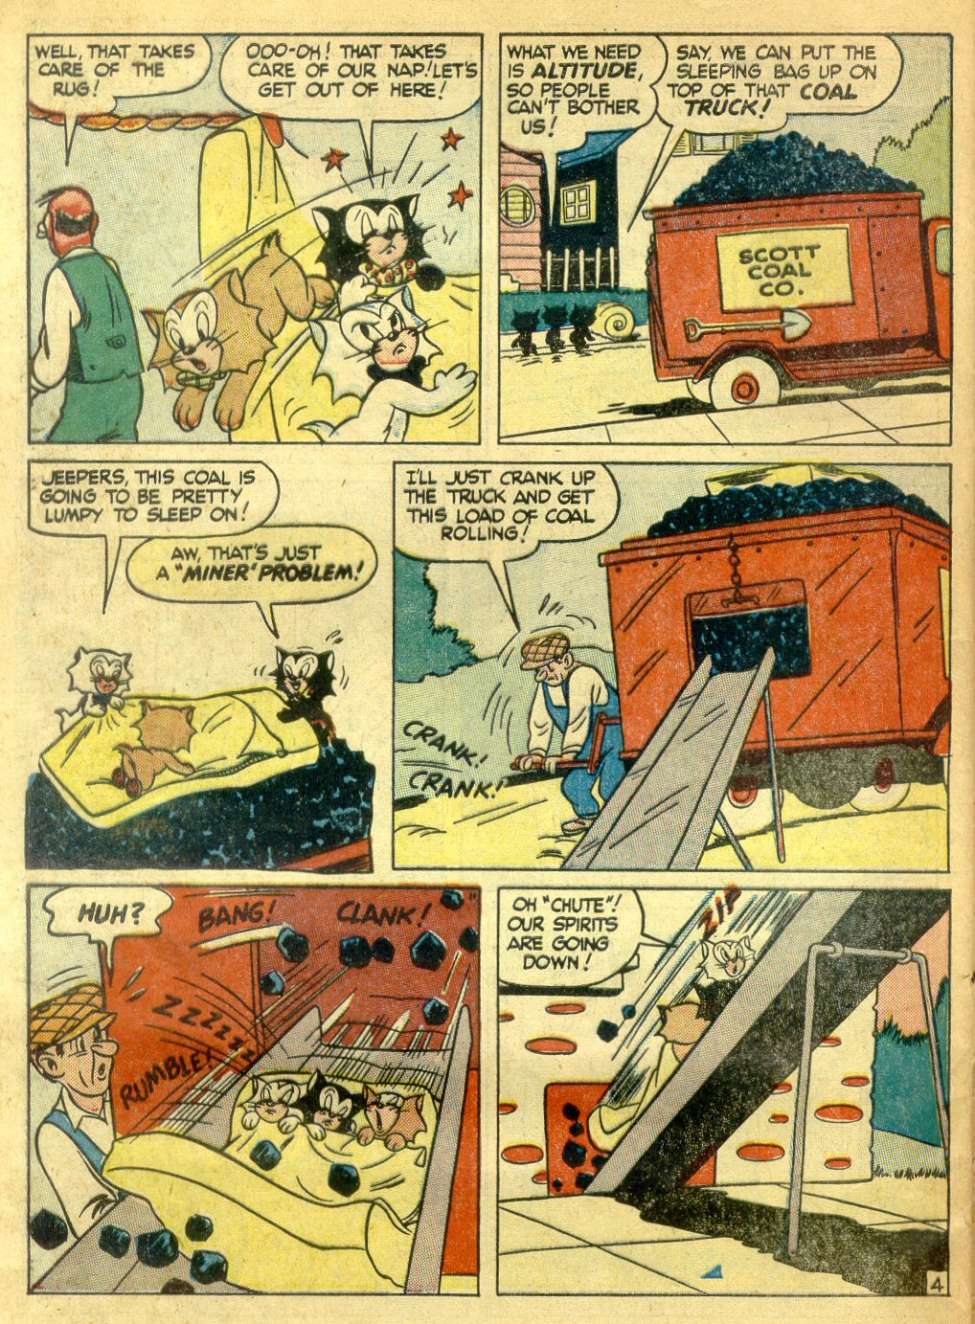 WELL, THAT TAKES
CARE OF THE
RUG!
OOO-OH! THAT TAKES
CARE OF OUR NAP! LET'S
GET OUT OF HERE!
WHAT WE NEED
IS ALTITUDE,
SO PEOPLE
CAN'T BOTHER
US!
SAY, WE CAN PUT THE
SLEEPING BAG UP ON
TOP OF THAT COAL
TRUCK!
SCOTT
COAL
CO.
JEEPERS, THIS COAL IS
GOING TO BE PRETTY
LUMPY TO SLEEP ON!
AW, THAT'S JUST
A "MINER" PROBLEM!
I'LL JUST CRANK UP
THE TRUCK AND GET
THIS LOAD OF COAL
ROLLING!
CRANK!
CRANK!
HUH?
BANG!
CLANK!
ZZZZZZZZ
RUMBLE!
OH "CHUTE"!
OUR SPIRITS
ARE GOING
DOWN!
ZIP
4